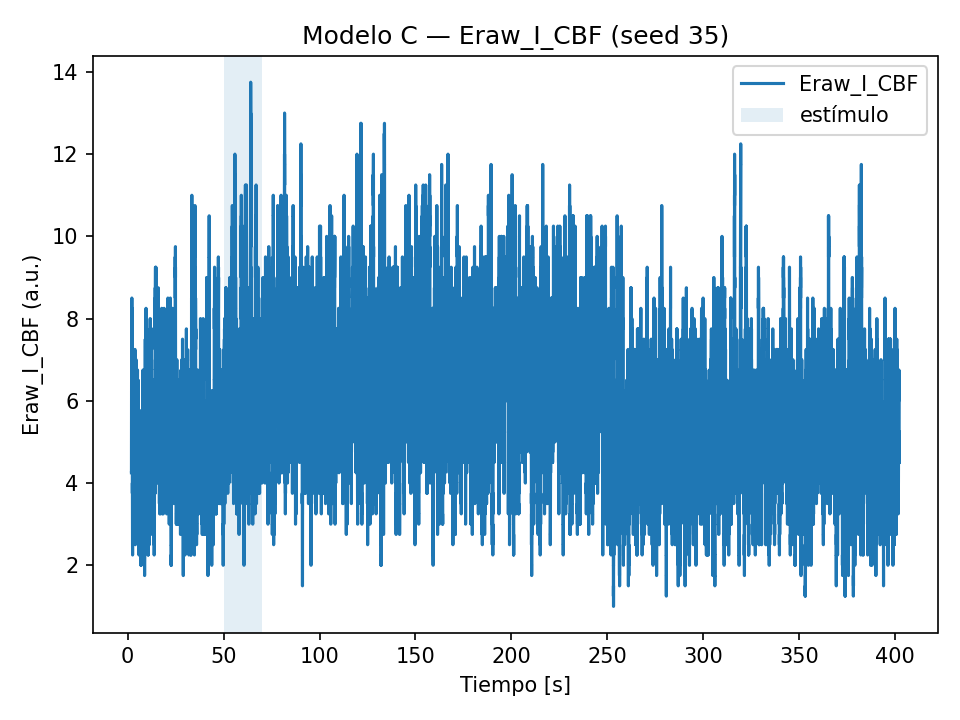 Modelo C — Eraw_I_CBF (seed 35)
Eraw_I_CBF
estímulo
Eraw_I_CBF (a.u.)
14
12
10
8
6
4
2
0 50 100 150 200 250 300 350 400
Tiempo [s]